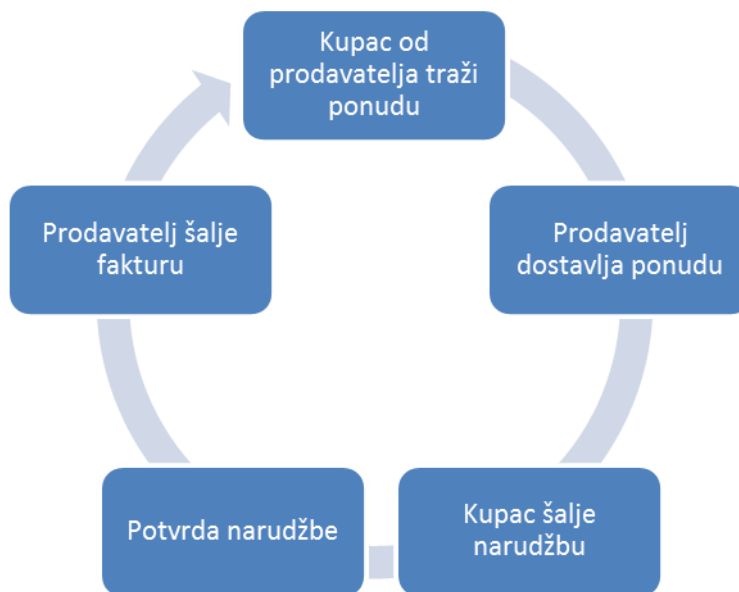 Kupac od
prodavatelja traži
ponudu
Prodavatelj
dostavlja ponudu
Kupac šalje
narudžbu
Potvrda narudžbe
Prodavatelj šalje
fakturu